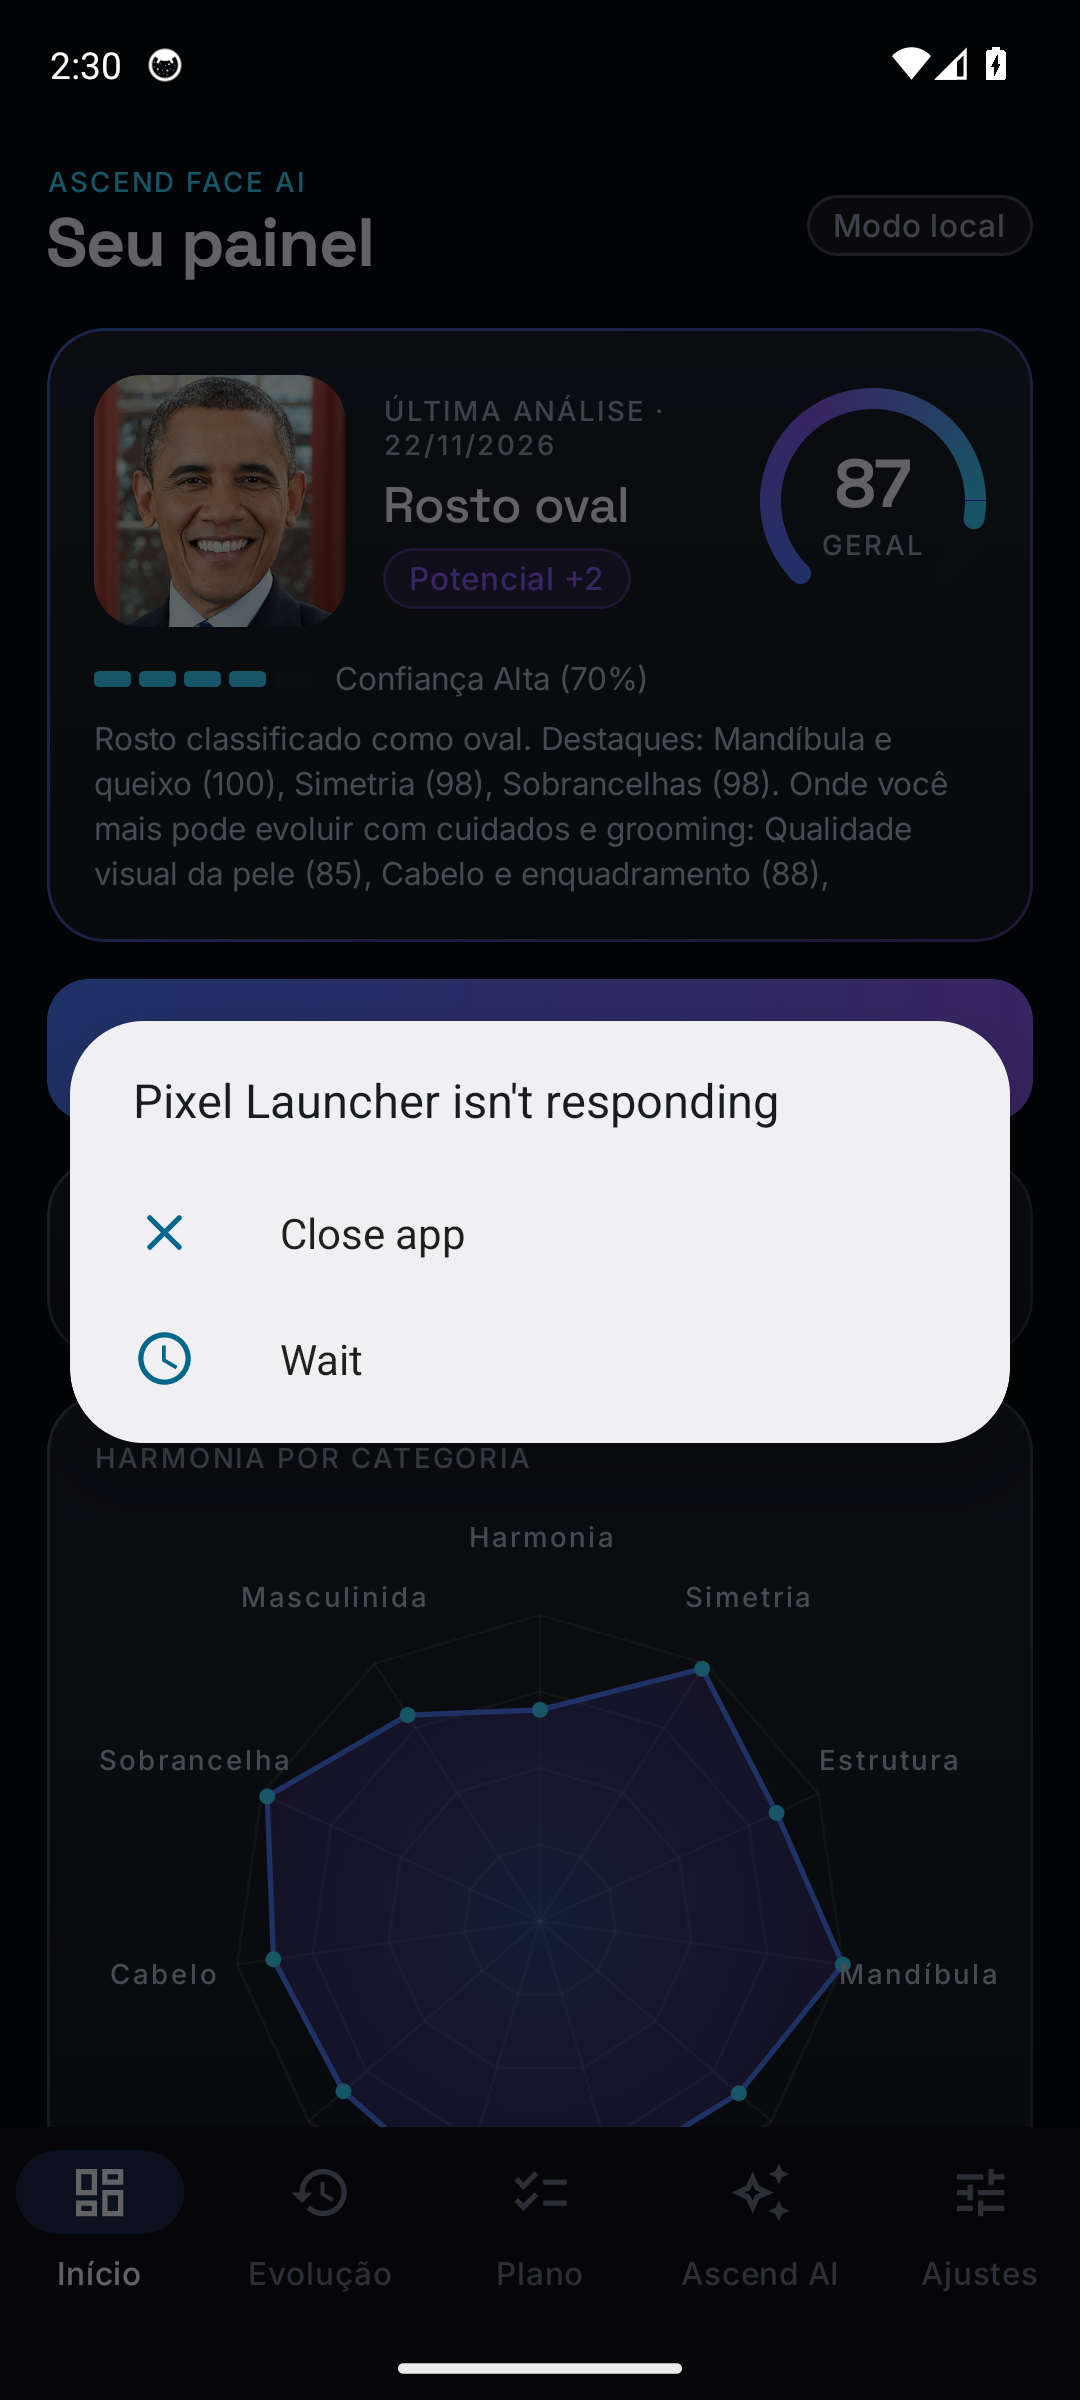 2:30
ASCEND FACE AI
Seu painel
Modo local
ÚLTIMA ANÁLISE ·
22/11/2026
Rosto oval
Potencial +2
87
GERAL
Confiança Alta (70%)
Rosto classificado como oval. Destaques: Mandíbula e
queixo (100), Simetria (98), Sobrancelhas (98). Onde você
mais pode evoluir com cuidados e grooming: Qualidade
visual da pele (85), Cabelo e enquadramento (88),
Pixel Launcher isn't responding
Close app
Wait
HARMONIA POR CATEGORIA
Harmonia
Masculinida
Simetria
Sobrancelha
Estrutura
Cabelo
Mandíbula
Início
Evolução
Plano
Ascend AI
Ajustes